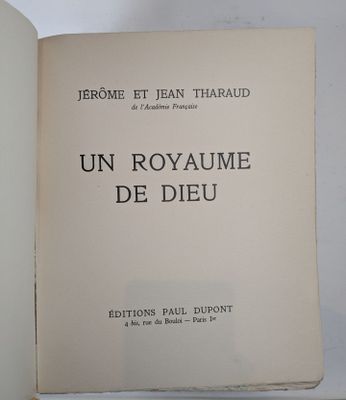 JÉRÔME ET JEAN THARAUD
de l'Académie Française
UN ROYAUME
DE DIEU
ÉDITIONS PAUL DUPONT
4 bis, rue du Bouloi — Paris Iᵉʳ